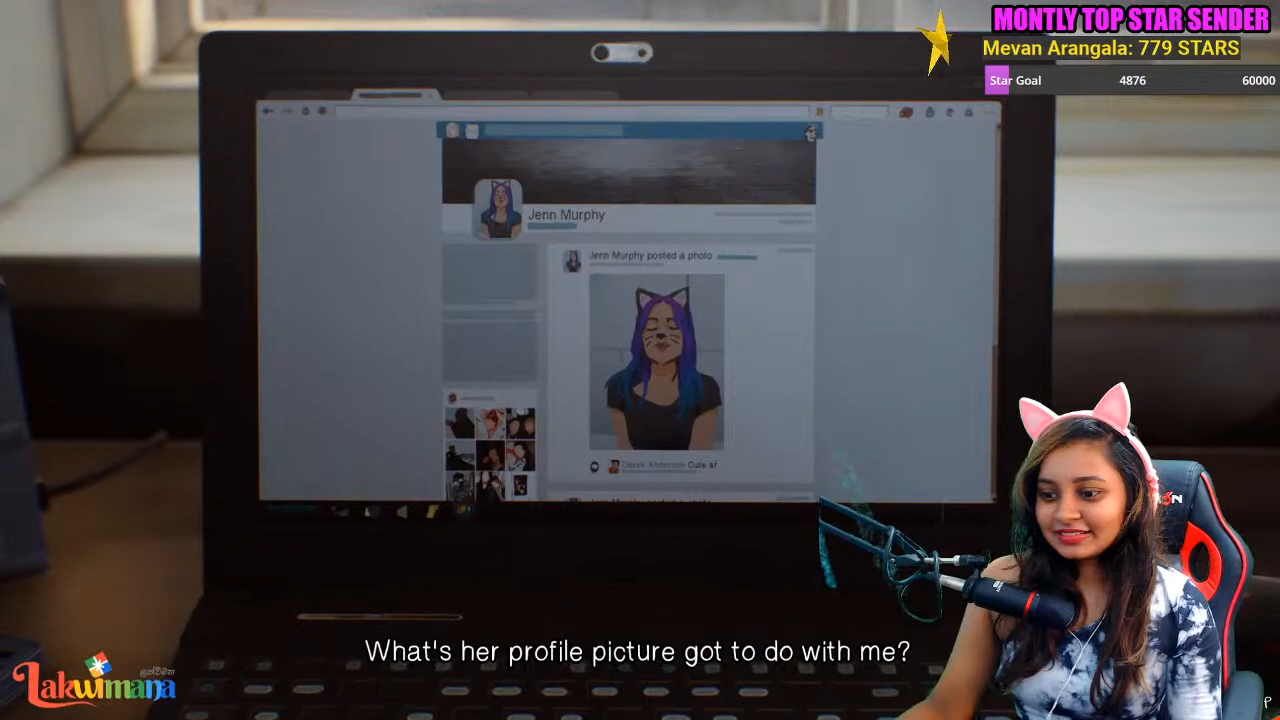 MONTLY TOP STAR SENDER
Mevan Arangala: 779 STARS
Star Goal 4876 60000
Jenn Murphy
Jenn Murphy posted a photo
Derek Anderson Cute af
What's her profile picture got to do with me?
Lakwimana